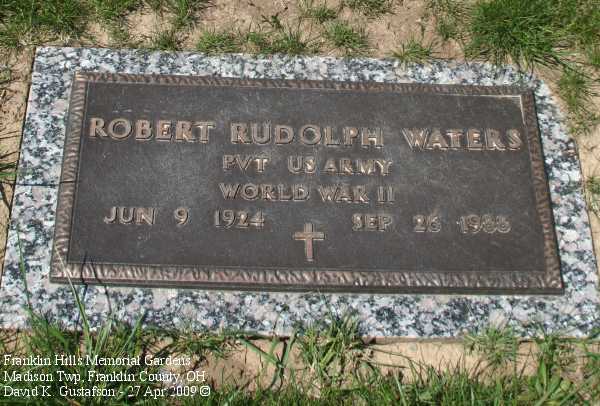 ROBERT RUDOLPH WATERS
PVT US ARMY
WORLD WAR II
JUN 9 1924 SEP 26 1988
Franklin Hills Memorial Gardens
Madison Twp, Franklin County, OH
David K. Gustafson - 27 Apr 2009 ©